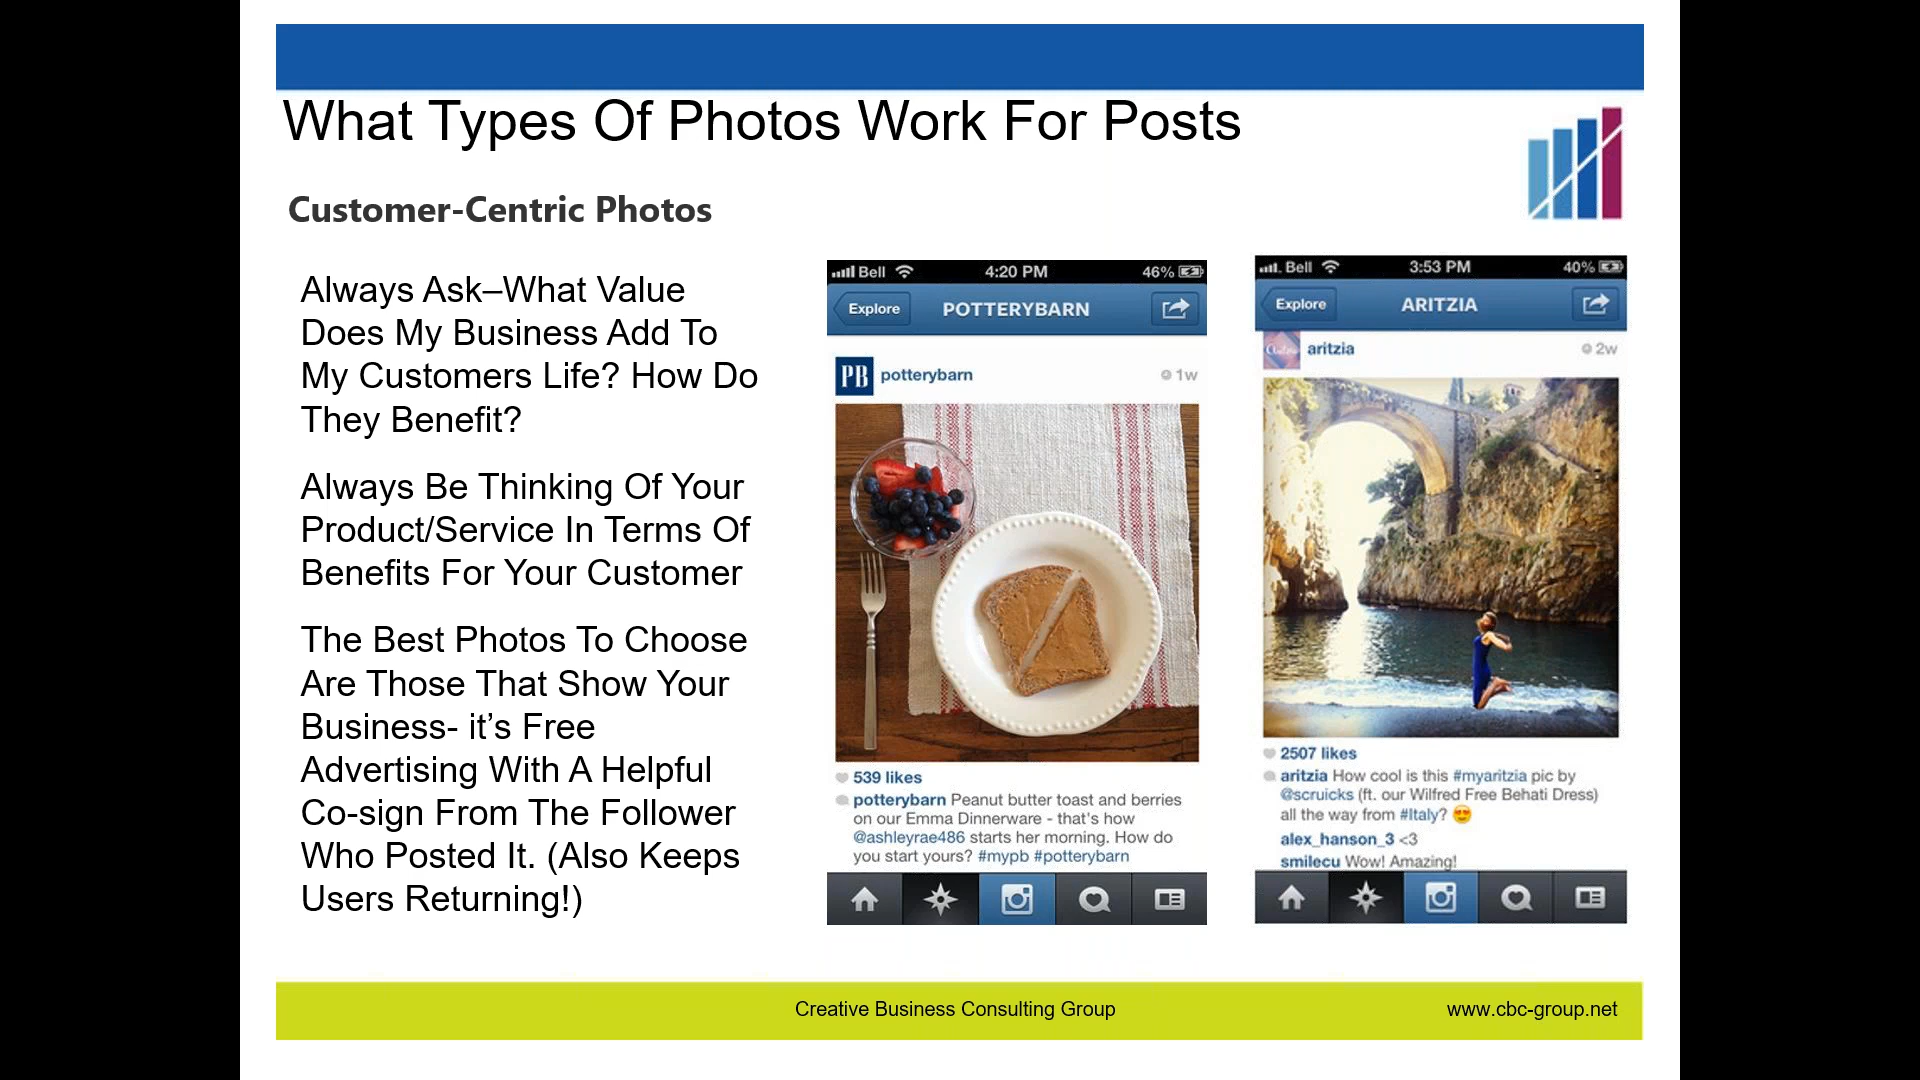 What Types Of Photos Work For Posts
Customer-Centric Photos
Always Ask–What Value
Does My Business Add To
My Customers Life? How Do
They Benefit?
Always Be Thinking Of Your
Product/Service In Terms Of
Benefits For Your Customer
The Best Photos To Choose
Are Those That Show Your
Business- it’s Free
Advertising With A Helpful
Co-sign From The Follower
Who Posted It. (Also Keeps
Users Returning!)
Bell 4:20 PM 46%
Explore POTTERYBARN
PB potterybarn 1w
539 likes
potterybarn Peanut butter toast and berries
on our Emma Dinnerware - that's how
@ashleyrae486 starts her morning. How do
you start yours? #mypb #potterybarn
Bell 3:53 PM 40%
Explore ARITZIA
aritzia 2w
2507 likes
aritzia How cool is this #myaritzia pic by
@scruicks (ft. our Wilfred Free Behati Dress)
all the way from #Italy? 😍
alex_hanson_3 <3
smilecu Wow! Amazing!
Creative Business Consulting Group
www.cbc-group.net